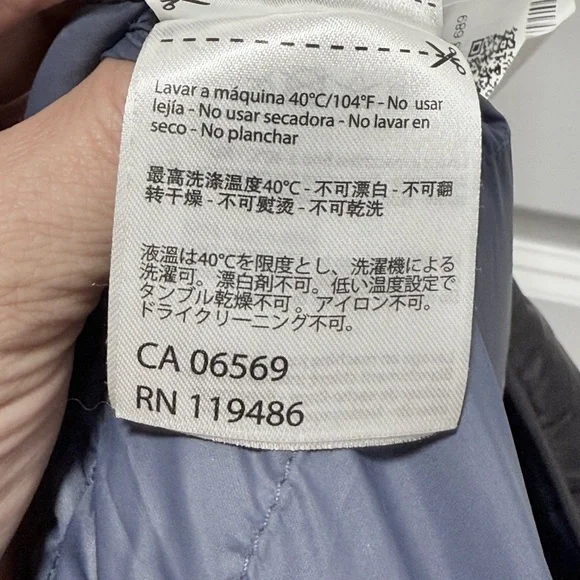 689
Lavar a máquina 40°C/104°F - No usar
lejía - No usar secadora - No lavar en
seco - No planchar
最高洗涤温度40℃ - 不可漂白 - 不可翻
转干燥 - 不可熨烫 - 不可乾洗
液溫は40℃を限度とし、洗濯機による
洗濯可。漂白剤不可。低い温度設定で
タンブル乾燥不可。アイロン不可。
ドライクリーニング不可。
CA 06569
RN 119486